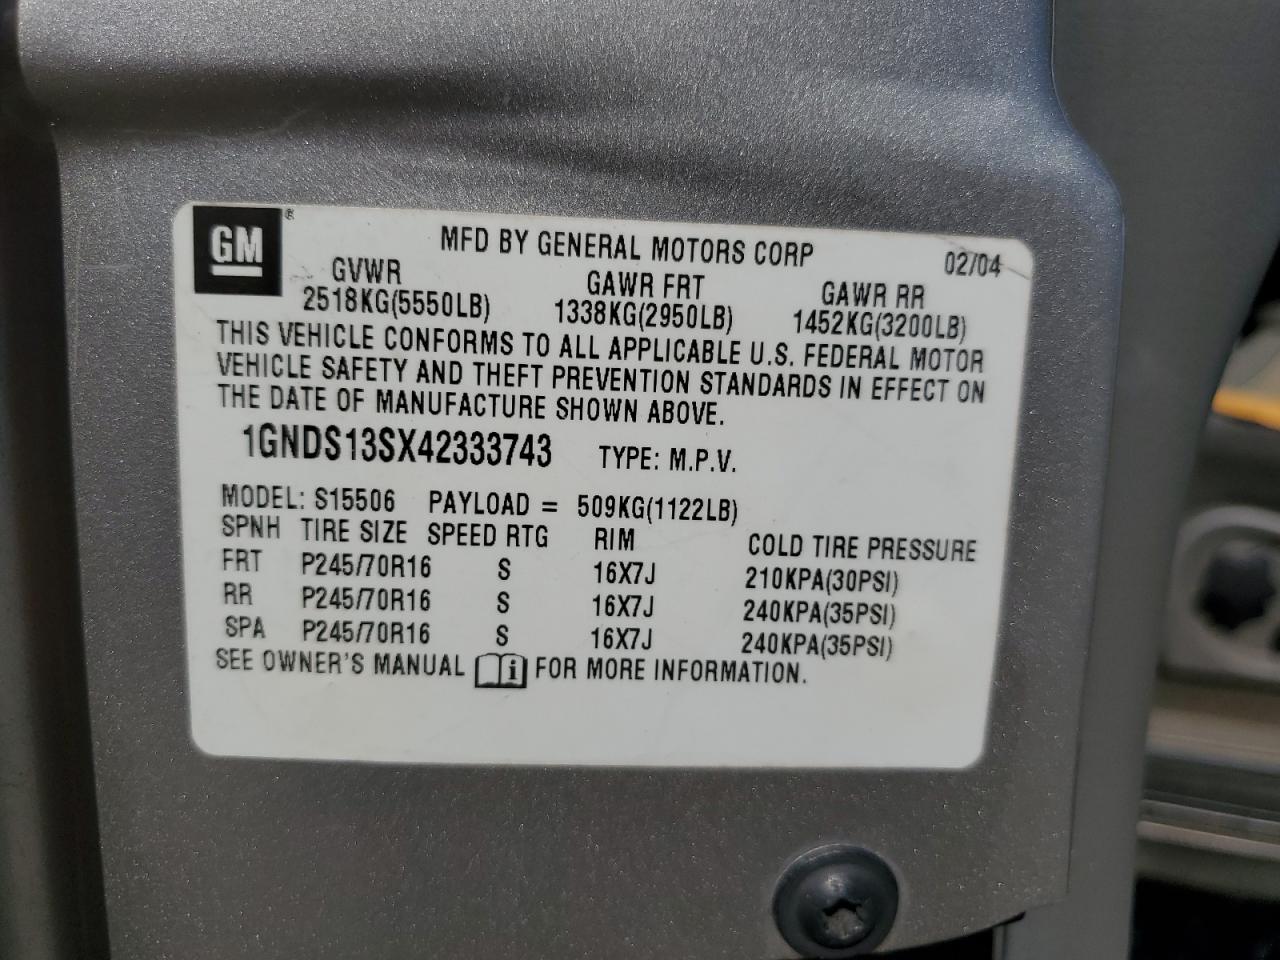 GM®
MFD BY GENERAL MOTORS CORP 02/04
GVWR GAWR FRT GAWR RR
2518KG(5550LB) 1338KG(2950LB) 1452KG(3200LB)
THIS VEHICLE CONFORMS TO ALL APPLICABLE U.S. FEDERAL MOTOR
VEHICLE SAFETY AND THEFT PREVENTION STANDARDS IN EFFECT ON
THE DATE OF MANUFACTURE SHOWN ABOVE.
1GNDS13SX42333743 TYPE: M.P.V.
MODEL: S15506 PAYLOAD = 509KG(1122LB)
SPNH TIRE SIZE SPEED RTG RIM COLD TIRE PRESSURE
FRT P245/70R16 S 16X7J 210KPA(30PSI)
RR P245/70R16 S 16X7J 240KPA(35PSI)
SPA P245/70R16 S 16X7J 240KPA(35PSI)
SEE OWNER'S MANUAL i FOR MORE INFORMATION.